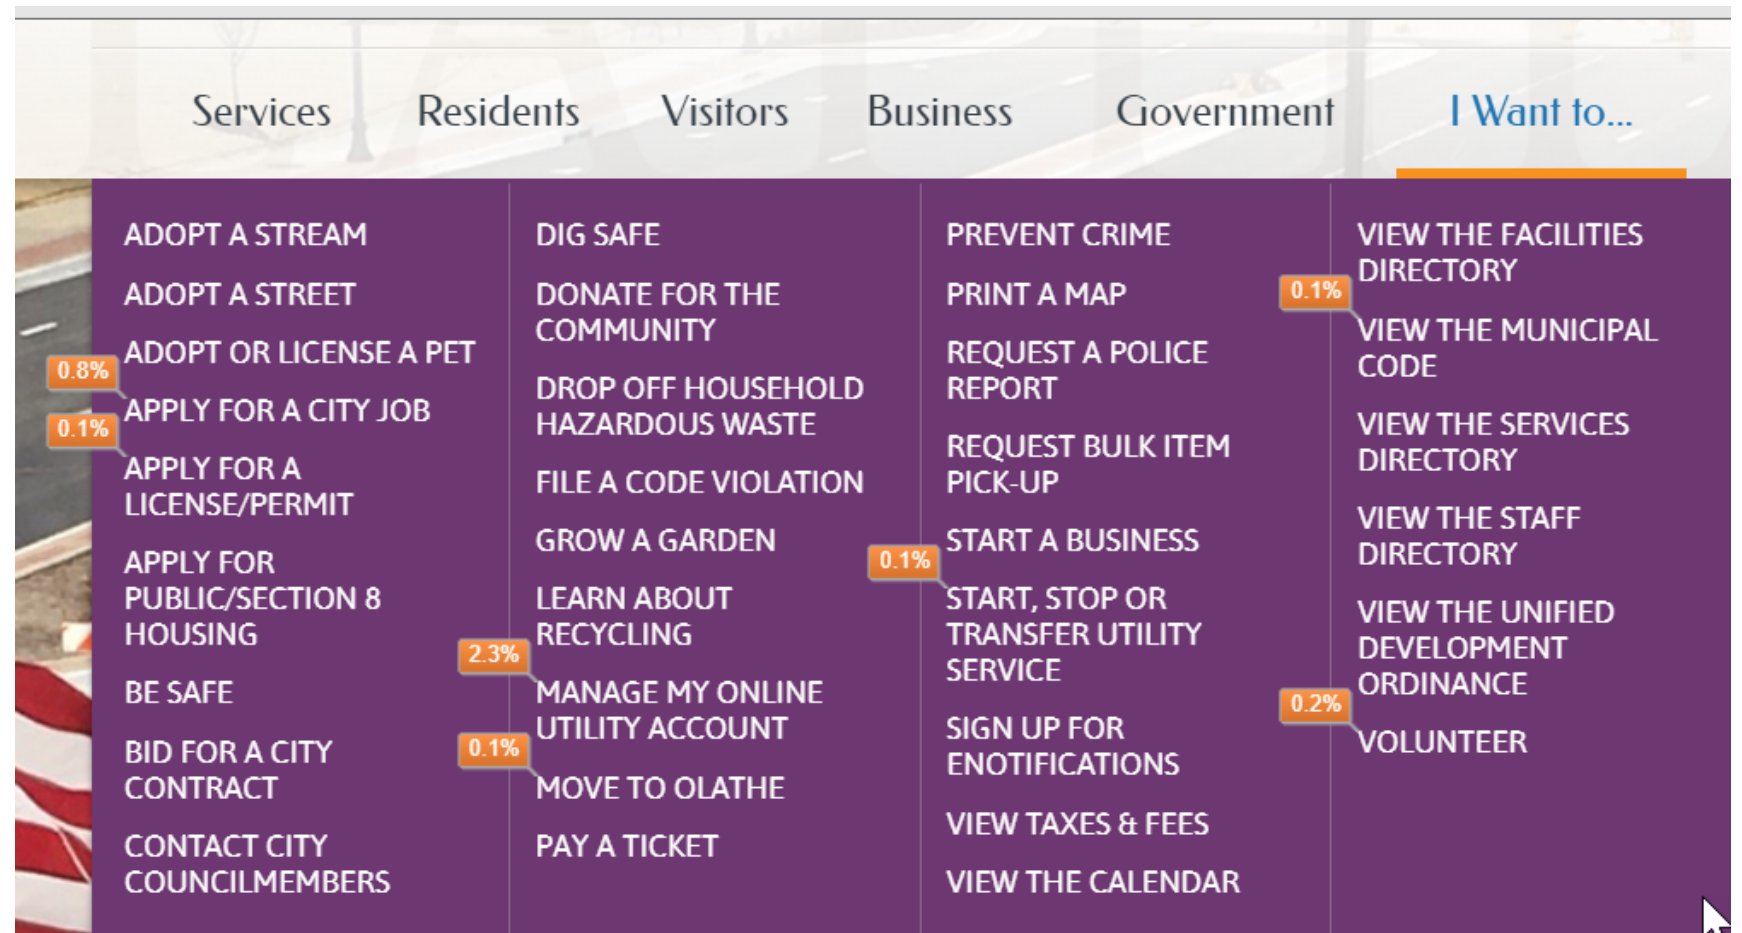 Services Residents Visitors Business Government I Want to...
ADOPT A STREAM
ADOPT A STREET
ADOPT OR LICENSE A PET
0.8%
APPLY FOR A CITY JOB
0.1%
APPLY FOR A
LICENSE/PERMIT
APPLY FOR
PUBLIC/SECTION 8
HOUSING
BE SAFE
BID FOR A CITY
CONTRACT
CONTACT CITY
COUNCILMEMBERS
DIG SAFE
DONATE FOR THE
COMMUNITY
DROP OFF HOUSEHOLD
HAZARDOUS WASTE
FILE A CODE VIOLATION
GROW A GARDEN
LEARN ABOUT
RECYCLING
2.3%
MANAGE MY ONLINE
UTILITY ACCOUNT
0.1%
MOVE TO OLATHE
PAY A TICKET
PREVENT CRIME
PRINT A MAP
REQUEST A POLICE
REPORT
REQUEST BULK ITEM
PICK-UP
START A BUSINESS
0.1%
START, STOP OR
TRANSFER UTILITY
SERVICE
SIGN UP FOR
ENOTIFICATIONS
VIEW TAXES & FEES
VIEW THE CALENDAR
VIEW THE FACILITIES
DIRECTORY
0.1%
VIEW THE MUNICIPAL
CODE
VIEW THE SERVICES
DIRECTORY
VIEW THE STAFF
DIRECTORY
VIEW THE UNIFIED
DEVELOPMENT
ORDINANCE
0.2%
VOLUNTEER